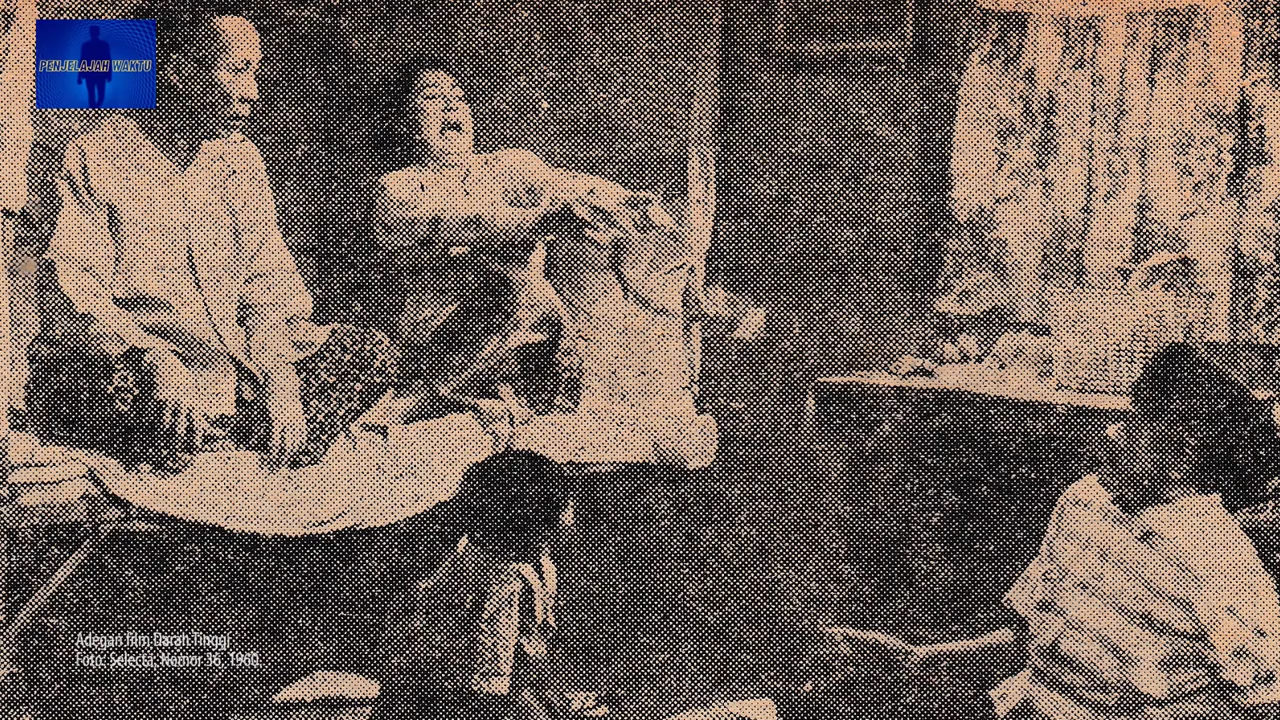 PENJELAJAH WAKTU
Adegan film Darah Tinggi.
Foto: Selecta, Nomor 36, 1960.